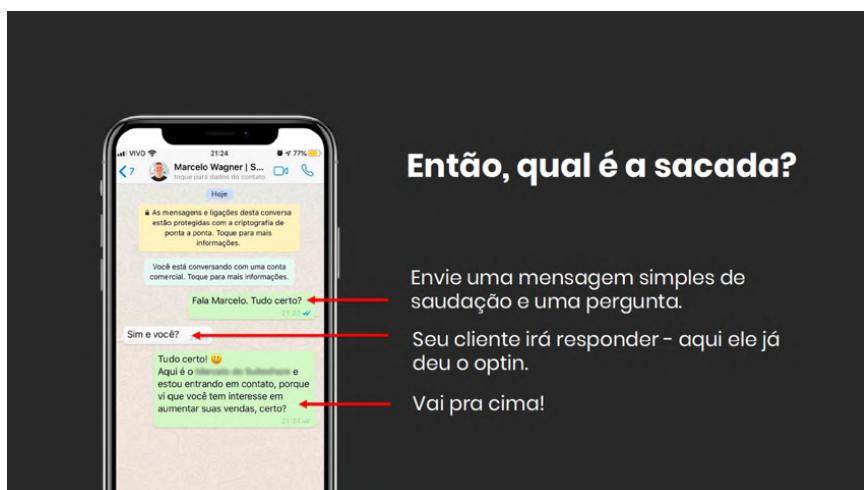 VIVO
21:24
77%
7
Marcelo Wagner | S...
toque para dados do contato
Hoje
As mensagens e ligações desta conversa
estão protegidas com a criptografia de
ponta a ponta. Toque para mais
informações.
Você está conversando com uma conta
comercial. Toque para mais informações.
Fala Marcelo. Tudo certo?
21:23
Sim e você?
Tudo certo!
Aqui é o e
estou entrando em contato, porque
vi que você tem interesse em
aumentar suas vendas, certo?
21:24
Então, qual é a sacada?
Envie uma mensagem simples de
saudação e uma pergunta.
Seu cliente irá responder - aqui ele já
deu o optin.
Vai pra cima!